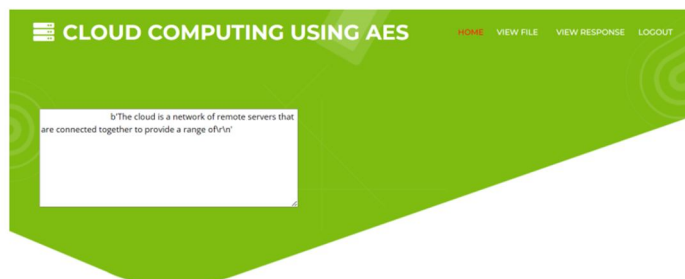 CLOUD COMPUTING USING AES
HOME VIEW FILE VIEW RESPONSE LOGOUT
b'The cloud is a network of remote servers that
are connected together to provide a range of\r\n'